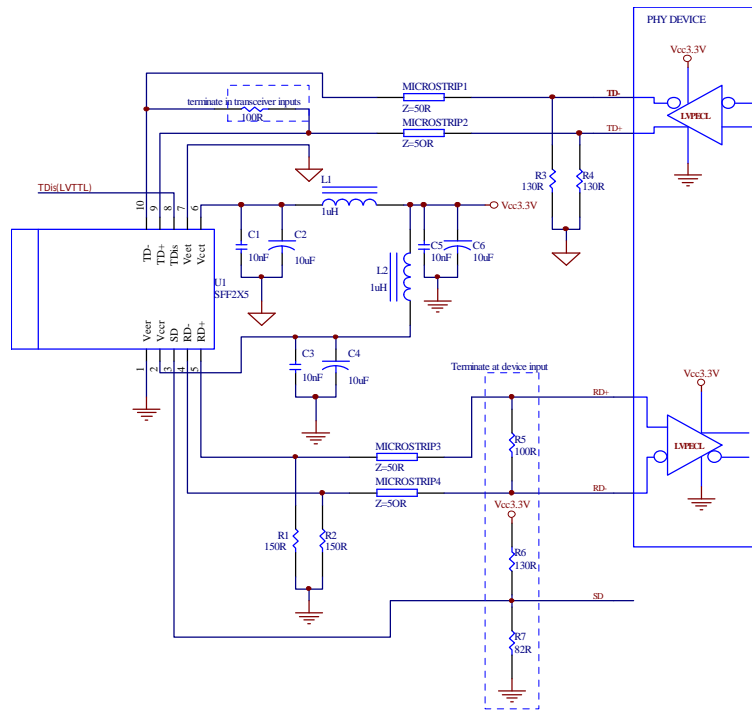 PHY DEVICE
Vcc3.3V
MICROSTRIP1
terminate in transceiver inputs
TD-
LVPECL
100R
Z=50R
MICROSTRIP2
TD+
Z=5OR
R3
130R
R4
130R
L1
TDis(LVTTL)
10
9
8
7
6
1uH
Vcc3.3V
TD-
TD+
TDis
Veet
Vcct
C1
10nF
C2
10uF
C5
10nF
C6
10uF
L2
1uH
U1
SFF2X5
Veer
Vccr
SD
RD-
RD+
1
2
3
4
5
C3
10nF
C4
10uF
Terminate at device input
Vcc3.3V
RD+
LVPECL
R5
100R
MICROSTRIP3
Z=50R
MICROSTRIP4
Z=5OR
RD-
Vcc3.3V
R1
150R
R2
150R
R6
130R
SD
R7
82R